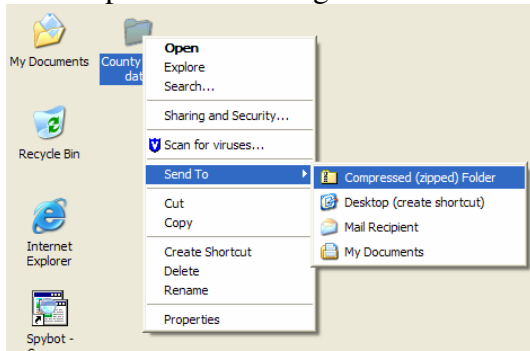 My Documents
County
dat
Recycle Bin
Internet
Explorer
Spybot -
Open
Explore
Search...
Sharing and Security...
Scan for viruses...
Send To
Cut
Copy
Create Shortcut
Delete
Rename
Properties
Compressed (zipped) Folder
Desktop (create shortcut)
Mail Recipient
My Documents